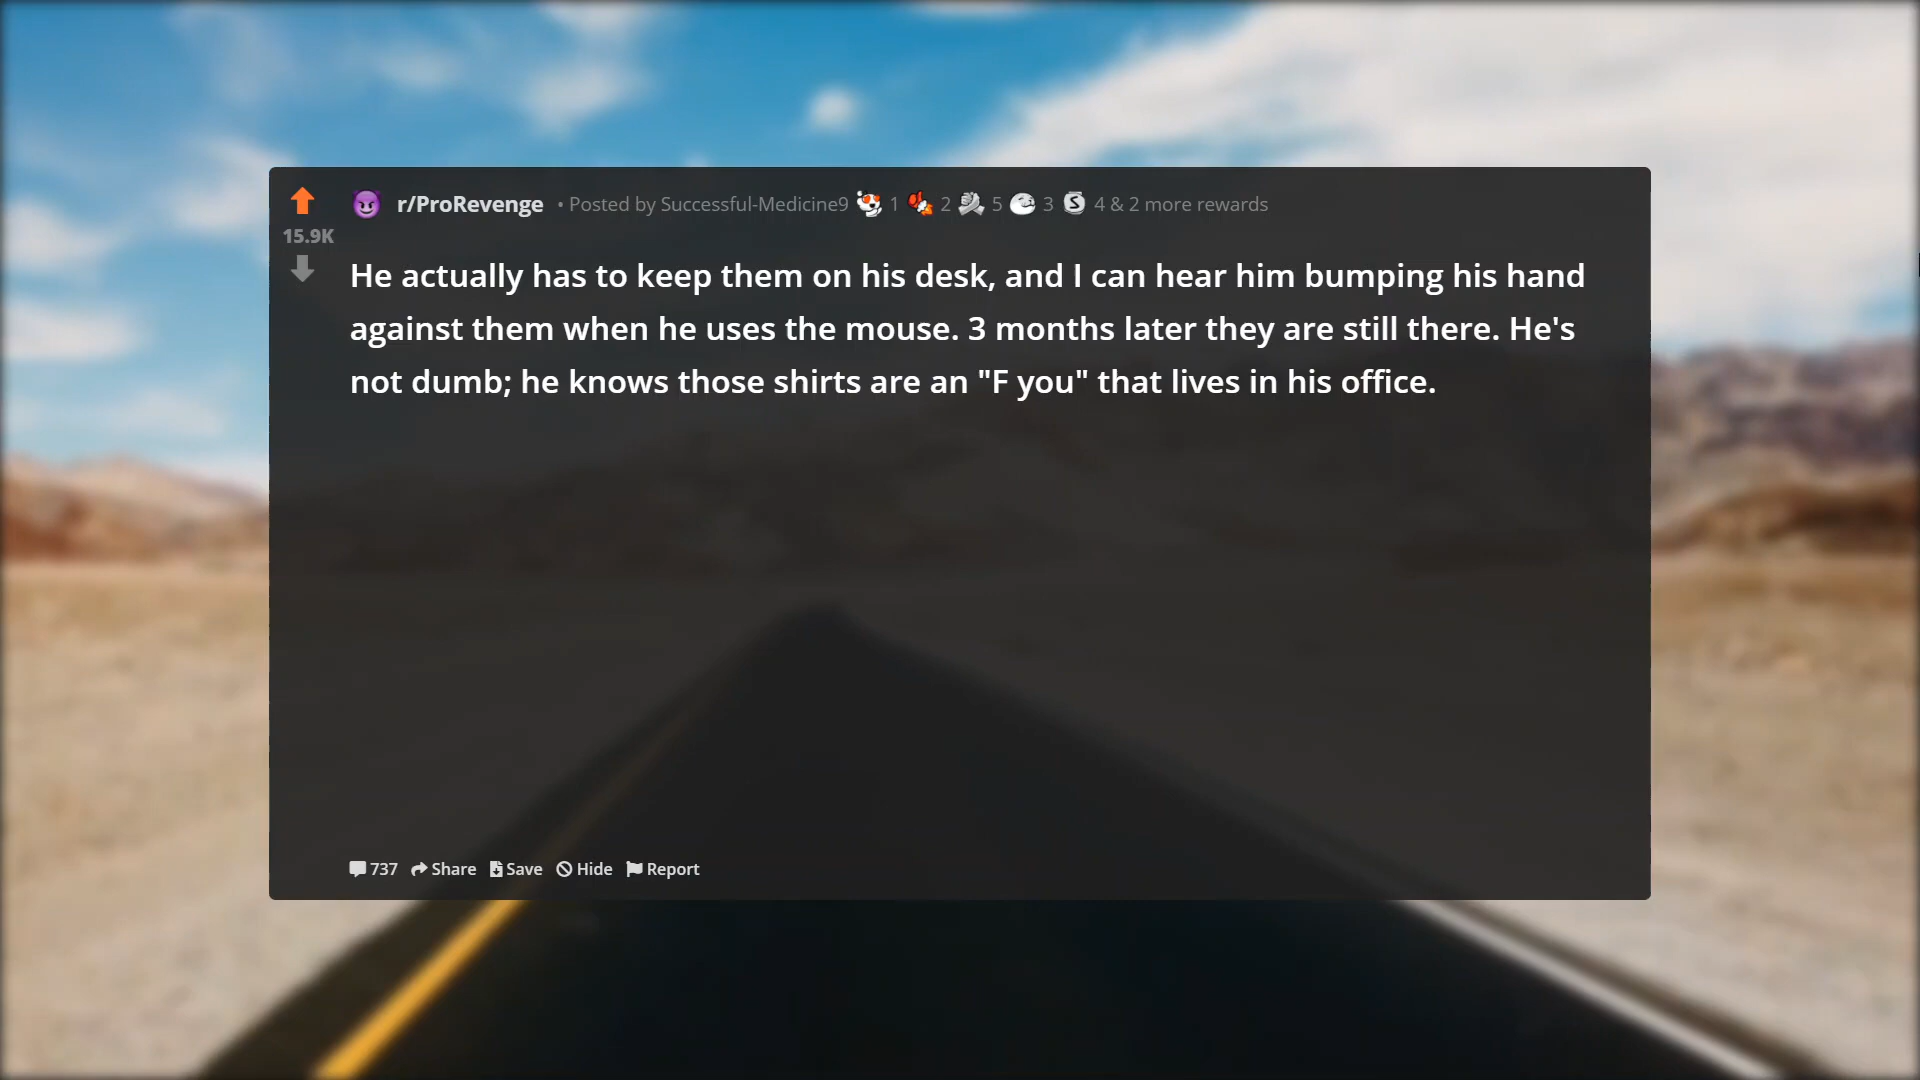 r/ProRevenge • Posted by Successful-Medicine9 1 2 5 3 S 4 & 2 more rewards
15.9K
He actually has to keep them on his desk, and I can hear him bumping his hand
against them when he uses the mouse. 3 months later they are still there. He's
not dumb; he knows those shirts are an "F you" that lives in his office.
737 Share Save Hide Report